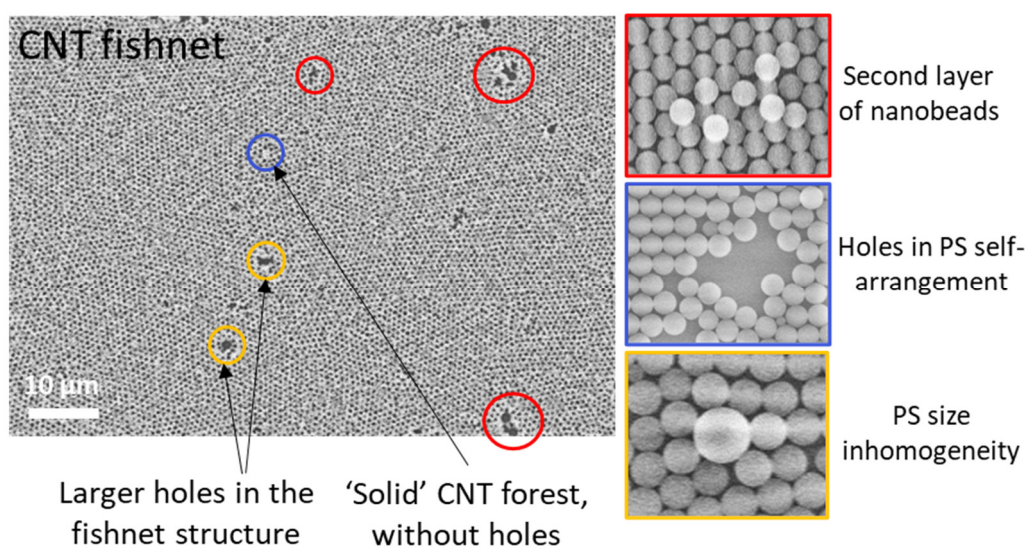 CNT fishnet
10 μm
Larger holes in the
fishnet structure
‘Solid’ CNT forest,
without holes
Second layer
of nanobeads
Holes in PS self-
arrangement
PS size
inhomogeneity